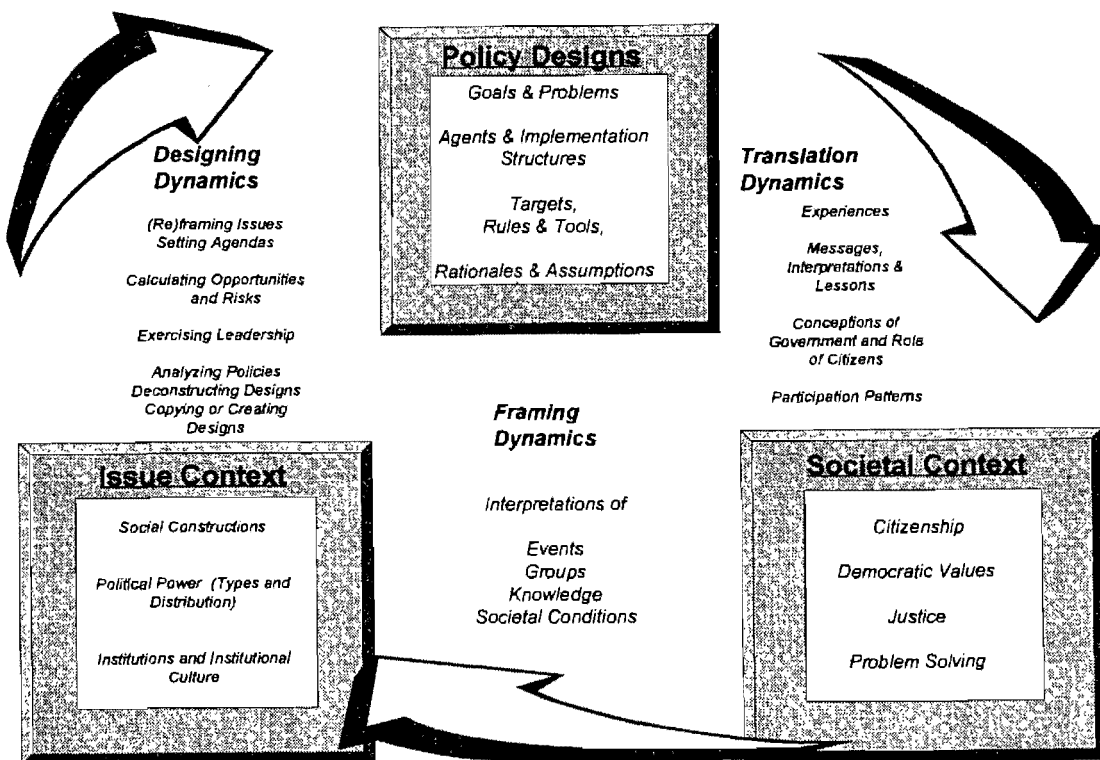 Policy Designs
Goals & Problems
Agents & Implementation
Structures
Targets,
Rules & Tools,
Rationales & Assumptions
Designing
Dynamics
(Re)framing Issues
Setting Agendas
Calculating Opportunities
and Risks
Exercising Leadership
Analyzing Policies
Deconstructing Designs
Copying or Creating
Designs
Translation
Dynamics
Experiences
Messages,
Interpretations &
Lessons
Conceptions of
Government and Role
of Citizens
Participation Patterns
Issue Context
Social Constructions
Political Power (Types and
Distribution)
Institutions and Institutional
Culture
Framing
Dynamics
Interpretations of
Events
Groups
Knowledge
Societal Conditions
Societal Context
Citizenship
Democratic Values
Justice
Problem Solving